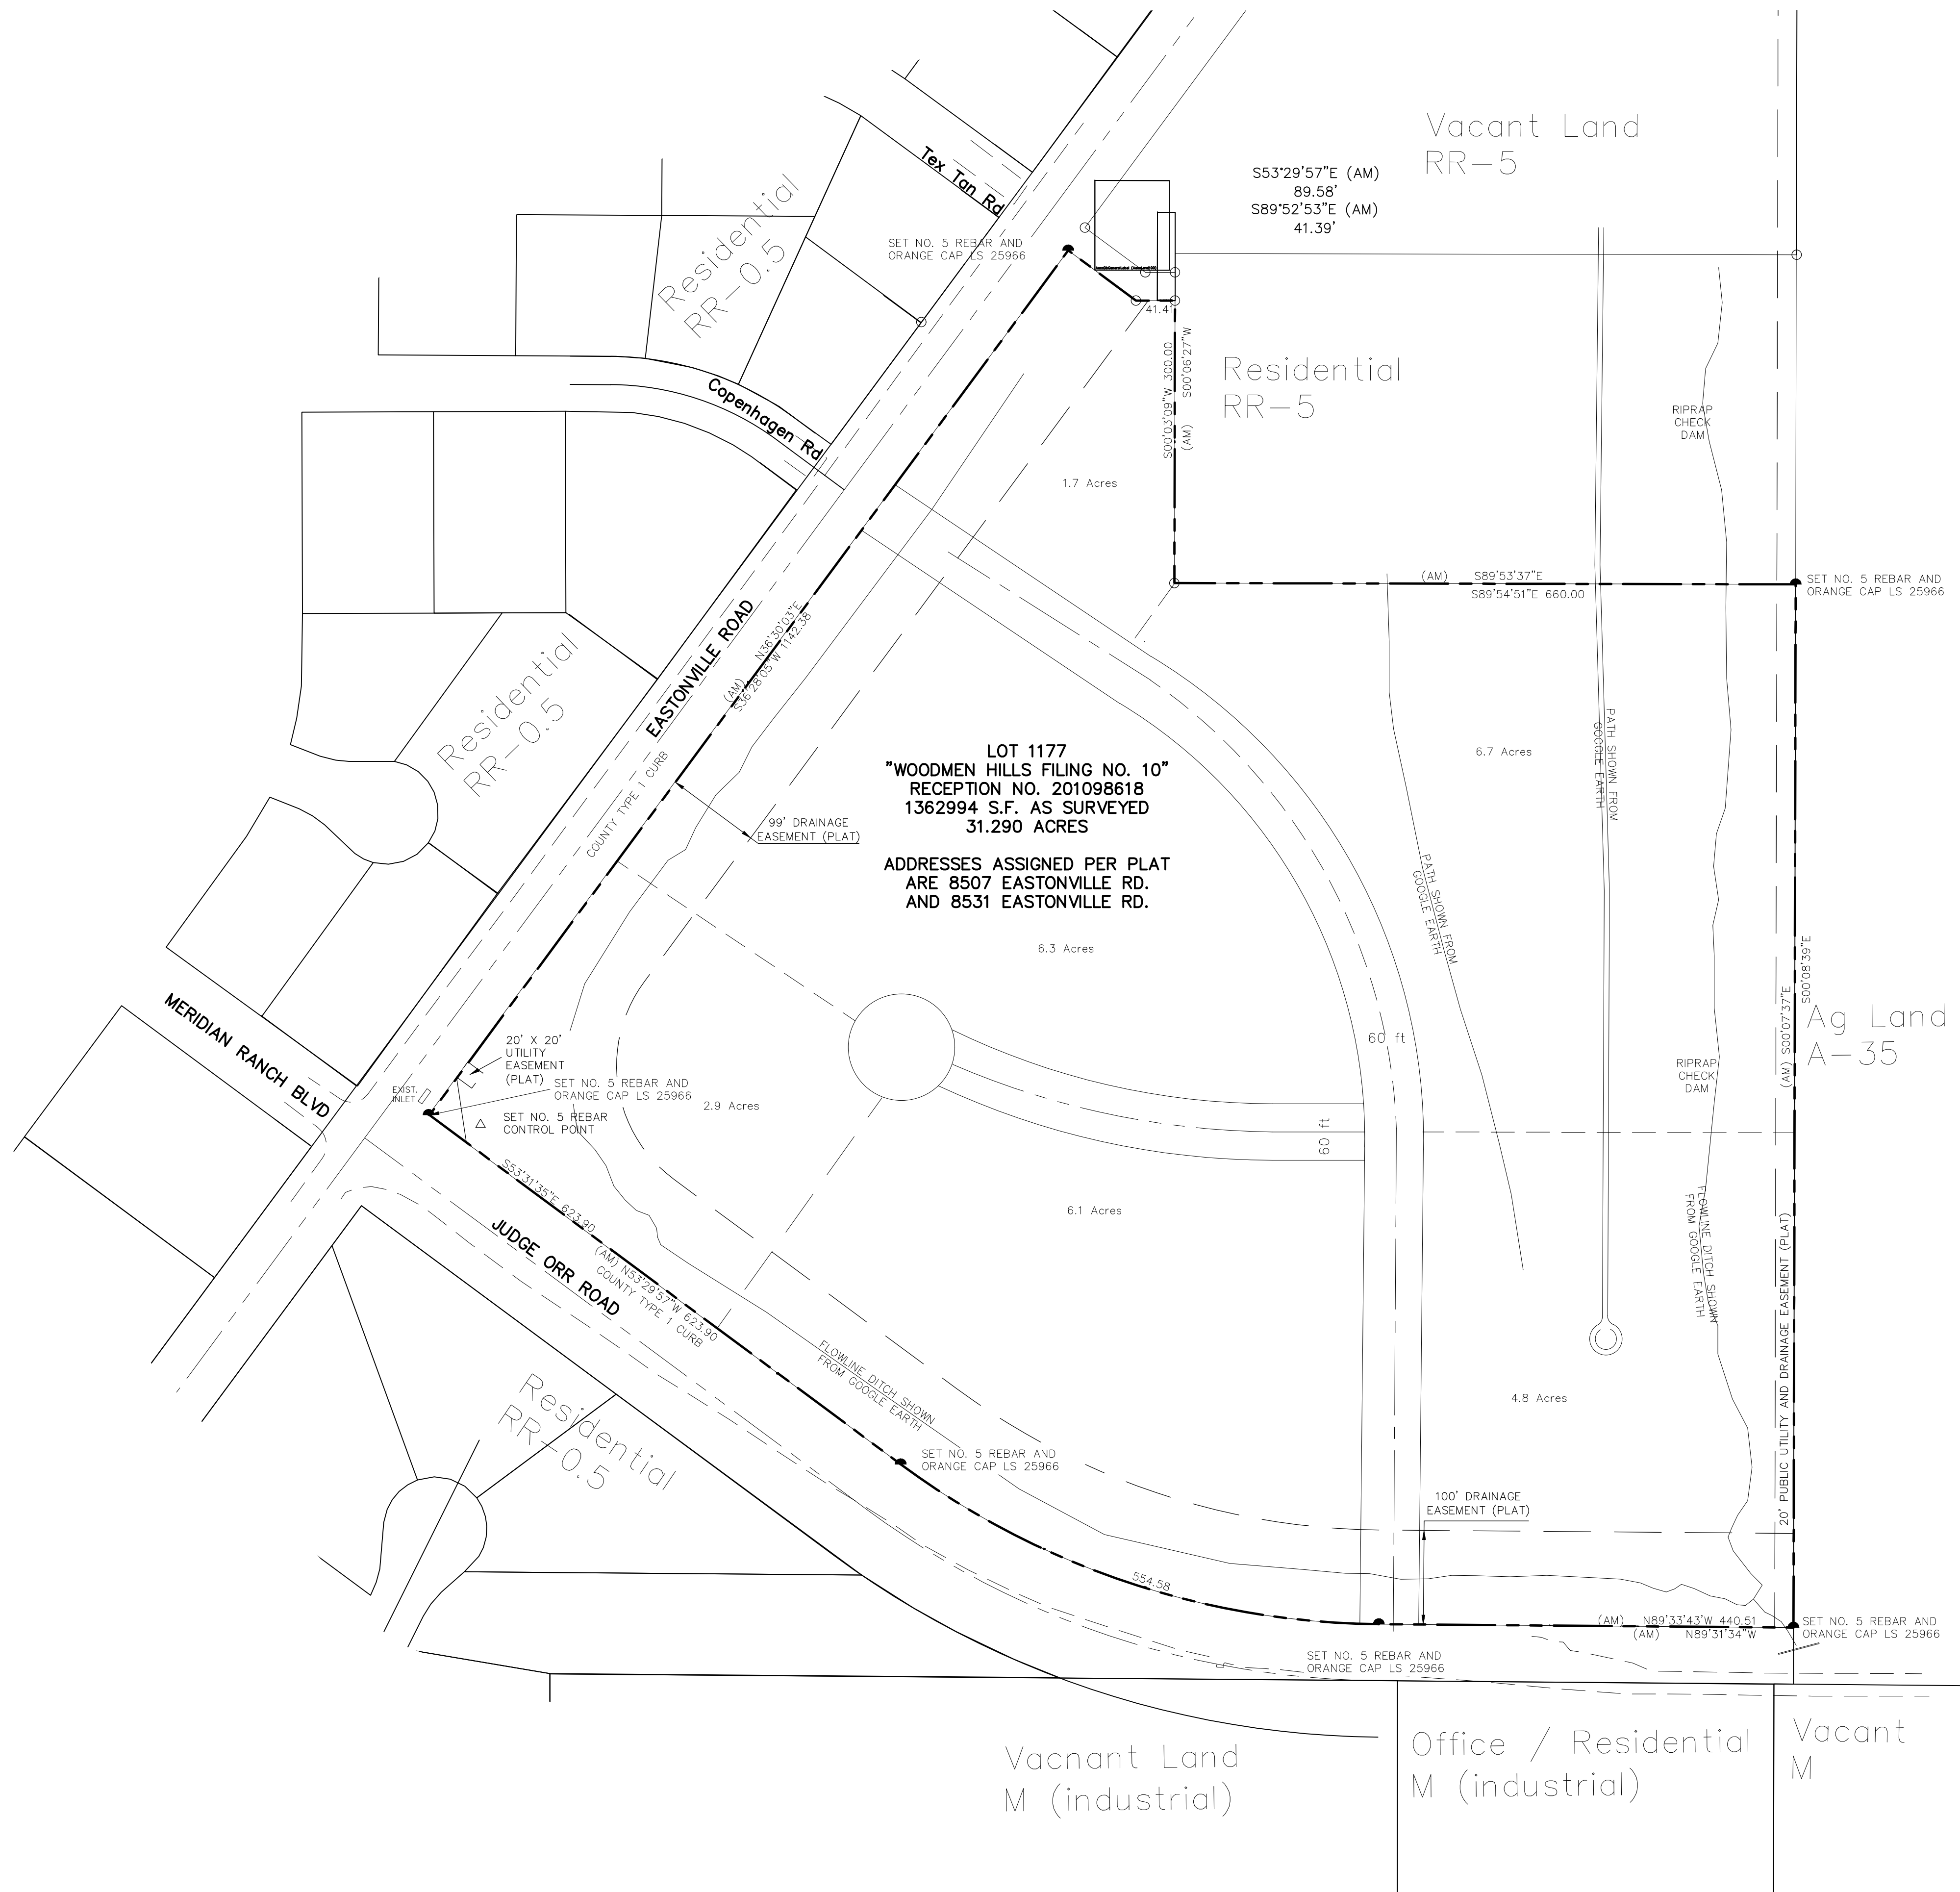 Vacant Land
RR-5
S53°29'57"E (AM)
89.58'
S89°52'53"E (AM)
41.39'
Tex Tan Rd
Residential
RR-0.5
SET NO. 5 REBAR AND
ORANGE CAP LS 25966
41.41
S00°03'09"W 300.00
(AM) S00°06'27"W
Residential
RR-5
RIPRAP
CHECK
DAM
Copenhagen Rd
1.7 Acres
(AM) S89°53'37"E
S89°54'51"E 660.00
SET NO. 5 REBAR AND
ORANGE CAP LS 25966
EASTONVILLE ROAD
(AM) N36°30'03"E
S36°28'05"W 1142.38
Residential
RR-0.5
COUNTY TYPE 1 CURB
LOT 1177
"WOODMEN HILLS FILING NO. 10"
RECEPTION NO. 201098618
1362994 S.F. AS SURVEYED
31.290 ACRES
ADDRESSES ASSIGNED PER PLAT
ARE 8507 EASTONVILLE RD.
AND 8531 EASTONVILLE RD.
99' DRAINAGE
EASEMENT (PLAT)
6.7 Acres
PATH SHOWN FROM
GOOGLE EARTH
PATH SHOWN FROM
GOOGLE EARTH
6.3 Acres
S00°08'39"E
(AM) S00°07'37"E
Ag Land
A-35
MERIDIAN RANCH BLVD
20' X 20'
UTILITY
EASEMENT
(PLAT)
EXIST.
INLET
SET NO. 5 REBAR AND
ORANGE CAP LS 25966
SET NO. 5 REBAR
CONTROL POINT
2.9 Acres
60 ft
60 ft
RIPRAP
CHECK
DAM
S53°31'35"E 623.90
(AM) N53°29'57"W 623.90
COUNTY TYPE 1 CURB
JUDGE ORR ROAD
6.1 Acres
FLOWLINE DITCH SHOWN
FROM GOOGLE EARTH
20' PUBLIC UTILITY AND DRAINAGE EASEMENT (PLAT)
FLOWLINE DITCH SHOWN
FROM GOOGLE EARTH
4.8 Acres
Residential
RR-0.5
SET NO. 5 REBAR AND
ORANGE CAP LS 25966
100' DRAINAGE
EASEMENT (PLAT)
554.58
(AM) N89°33'43"W 440.51
(AM) N89°31'34"W
SET NO. 5 REBAR AND
ORANGE CAP LS 25966
SET NO. 5 REBAR AND
ORANGE CAP LS 25966
Vacnant Land
M (industrial)
Office / Residential
M (industrial)
Vacant
M